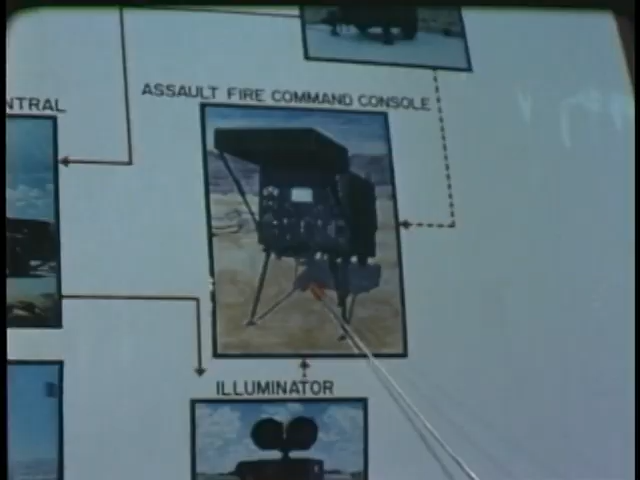 ASSAULT FIRE COMMAND CONSOLE
NTRAL
ILLUMINATOR